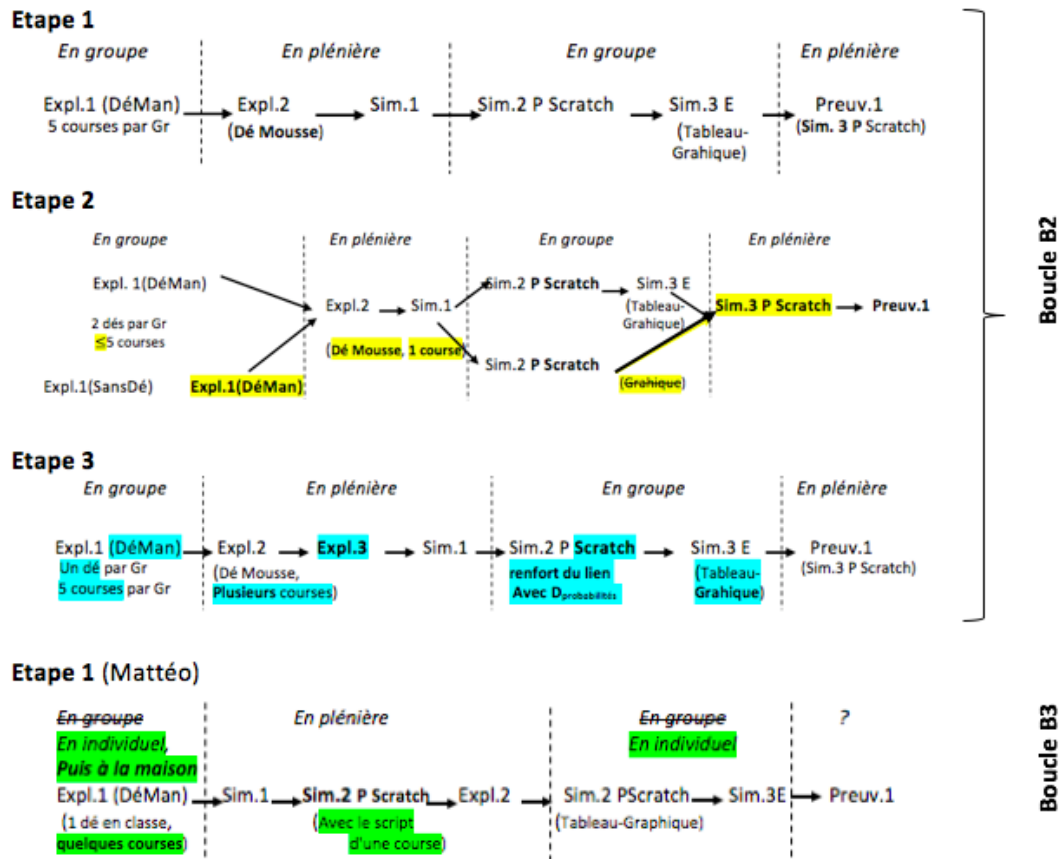 Etape 1
En groupe En plénière En groupe En plénière
Expl.1 (DéMan) Expl.2 Sim.1 Sim.2 P Scratch Sim.3 E Preuv.1
5 courses par Gr (Dé Mousse) (Tableau- (Sim. 3 P Scratch)
Grahique)
Etape 2
En groupe En plénière En groupe En plénière
Expl. 1(DéMan) Sim.2 P Scratch Sim.3 E
Expl.2 Sim.1 (Tableau- Sim.3 P Scratch Preuv.1
2 dés par Gr Grahique)
≤5 courses (Dé Mousse, 1 course)
Sim.2 P Scratch
Expl.1(SansDé) Expl.1(DéMan) (Grahique)
Boucle B2
Etape 3
En groupe En plénière En groupe En plénière
Expl.1 (DéMan) Expl.2 Expl.3 Sim.1 Sim.2 P Scratch Sim.3 E Preuv.1
Un dé par Gr (Dé Mousse, renfort du lien (Tableau- (Sim.3 P Scratch)
5 courses par Gr Plusieurs courses) Avec Dprobabilités Grahique)
Etape 1 (Mattéo)
En groupe En plénière En groupe ?
En individuel, En individuel
Puis à la maison
Expl.1 (DéMan) Sim.1 Sim.2 P Scratch Expl.2 Sim.2 PScratch Sim.3E Preuv.1
(1 dé en classe, (Avec le script (Tableau-Graphique)
quelques courses) d'une course)
Boucle B3